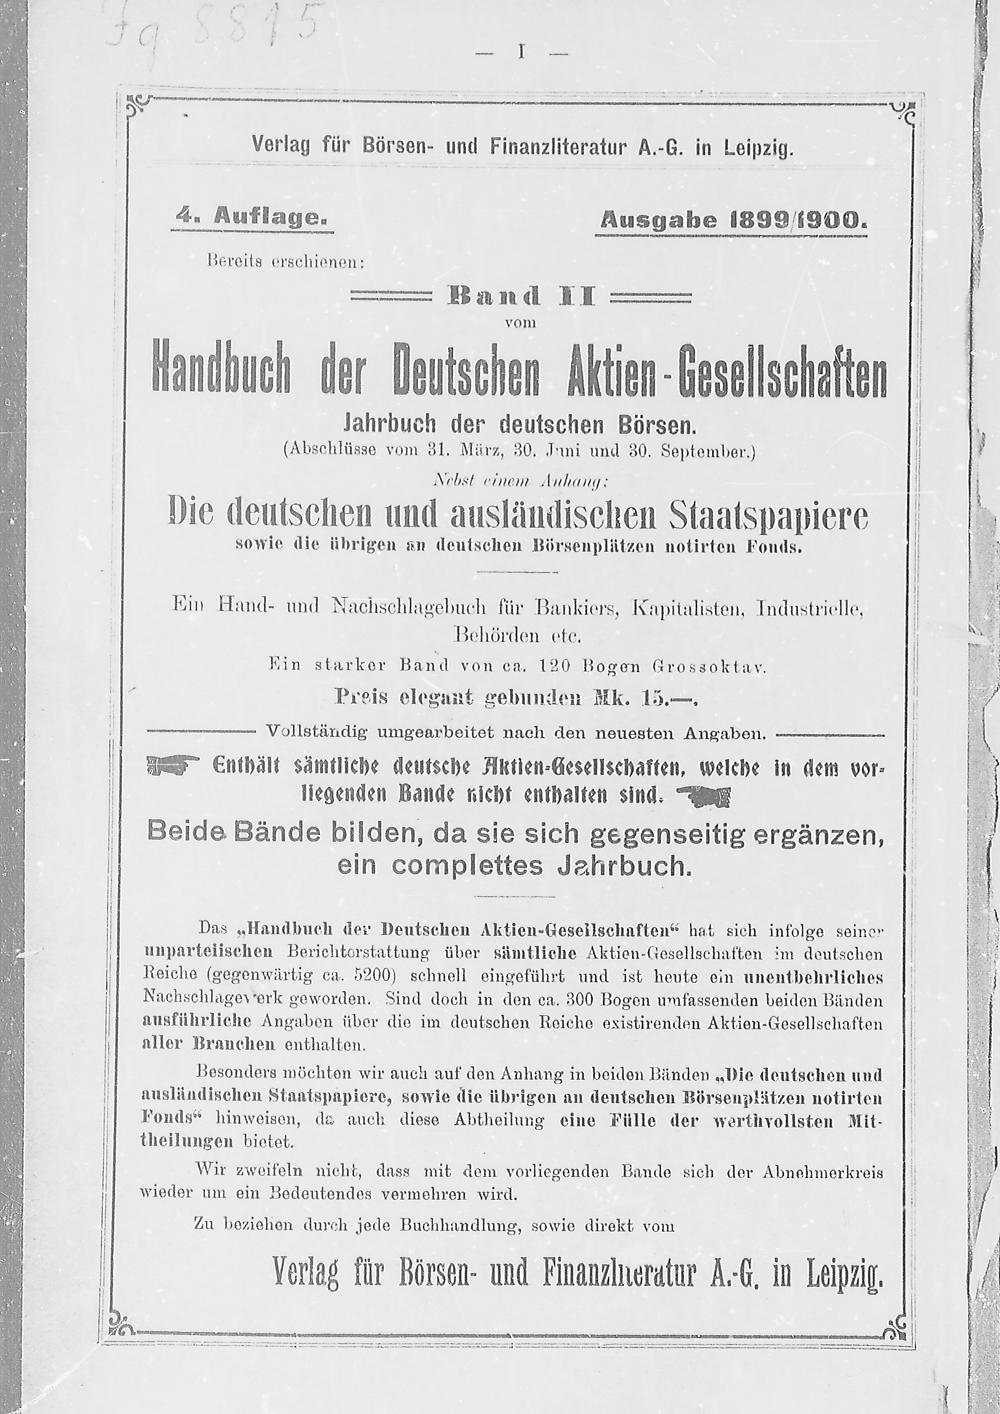 Jg 8815
— I —
Verlag für Börsen- und Finanzliteratur A.-G. in Leipzig.
4. Auflage. Ausgabe 1899/1900.
Bereits erschienen:
Band II
vom
Handbuch der Deutschen Aktien-Gesellschaften
Jahrbuch der deutschen Börsen.
(Abschlüsse vom 31. März, 30. Juni und 30. September.)
Nebst einem Anhang:
Die deutschen und ausländischen Staatspapiere
sowie die übrigen an deutschen Börsenplätzen notirten Fonds.
Ein Hand- und Nachschlagebuch für Bankiers, Kapitalisten, Industrielle,
Behörden etc.
Ein starker Band von ca. 120 Bogen Grossoktav.
Preis elegant gebunden Mk. 15.—.
Vollständig umgearbeitet nach den neuesten Angaben.
Enthält sämtliche deutsche Aktien-Gesellschaften, welche in dem vor-
liegenden Bande nicht enthalten sind.
Beide Bände bilden, da sie sich gegenseitig ergänzen,
ein complettes Jahrbuch.
Das „Handbuch der Deutschen Aktien-Gesellschaften“ hat sich infolge seiner
unparteiischen Berichterstattung über sämtliche Aktien-Gesellschaften im deutschen
Reiche (gegenwärtig ca. 5200) schnell eingeführt und ist heute ein unentbehrliches
Nachschlagewerk geworden. Sind doch in den ca. 300 Bogen umfassenden beiden Bänden
ausführliche Angaben über die im deutschen Reiche existirenden Aktien-Gesellschaften
aller Branchen enthalten.
Besonders möchten wir auch auf den Anhang in beiden Bänden „Die deutschen und
ausländischen Staatspapiere, sowie die übrigen an deutschen Börsenplätzen notirten
Fonds“ hinweisen, da auch diese Abtheilung eine Fülle der werthvollsten Mit-
theilungen bietet.
Wir zweifeln nicht, dass mit dem vorliegenden Bande sich der Abnehmerkreis
wieder um ein Bedeutendes vermehren wird.
Zu beziehen durch jede Buchhandlung, sowie direkt vom
Verlag für Börsen- und Finanzliteratur A.-G. in Leipzig.